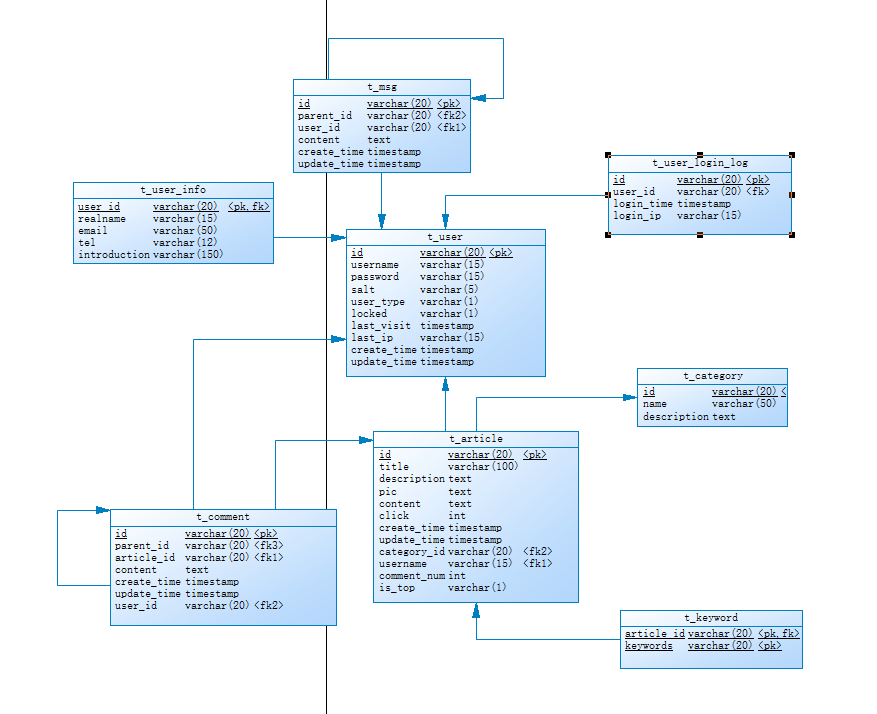 t_msg
id varchar(20) <pk>
parent_id varchar(20) <fk2>
user_id varchar(20) <fk1>
content text
create_time timestamp
update_time timestamp
t_user_login_log
id varchar(20) <pk>
user_id varchar(20) <fk>
login_time timestamp
login_ip varchar(15)
t_user_info
user_id varchar(20) <pk,fk>
realname varchar(15)
email varchar(50)
tel varchar(12)
introduction varchar(150)
t_user
id varchar(20) <pk>
username varchar(15)
password varchar(15)
salt varchar(5)
user_type varchar(1)
locked varchar(1)
last_visit timestamp
last_ip varchar(15)
create_time timestamp
update_time timestamp
t_category
id varchar(20) <
name varchar(50)
description text
t_article
id varchar(20) <pk>
title varchar(100)
description text
pic text
content text
click int
create_time timestamp
update_time timestamp
category_id varchar(20) <fk2>
username varchar(15) <fk1>
comment_num int
is_top varchar(1)
t_comment
id varchar(20) <pk>
parent_id varchar(20) <fk3>
article_id varchar(20) <fk1>
content text
create_time timestamp
update_time timestamp
user_id varchar(20) <fk2>
t_keyword
article_id varchar(20) <pk,fk>
keywords varchar(20) <pk>